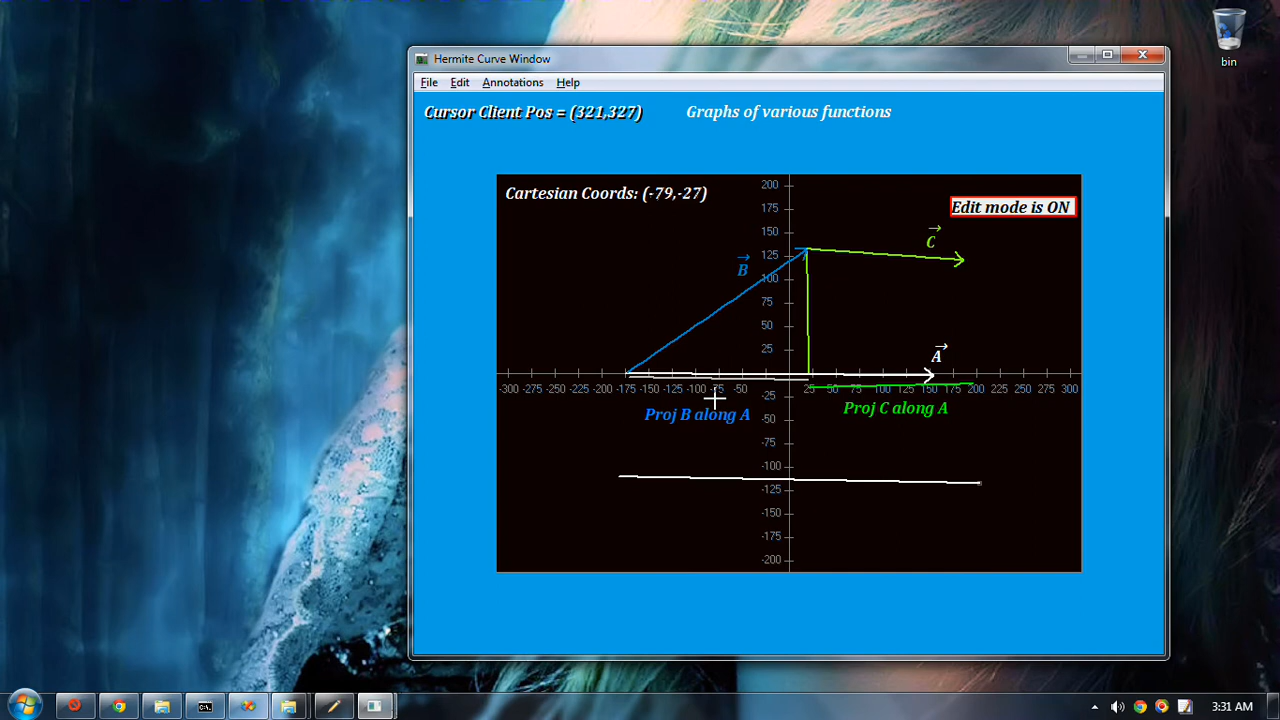 bin
Hermite Curve Window
File Edit Annotations Help
Cursor Client Pos = (321,327) Graphs of various functions
Cartesian Coords: (-79,-27)
Edit mode is ON
200
175
150
125
100
75
50
25
C
B
A
-300 -275 -250 -225 -200 -175 -150 -125 -100 -75 -50 25 50 75 100 125 150 175 200 225 250 275 300
-25
-50
-75
-100
-125
-150
-175
-200
Proj B along A
Proj C along A
C:\.
3:31 AM